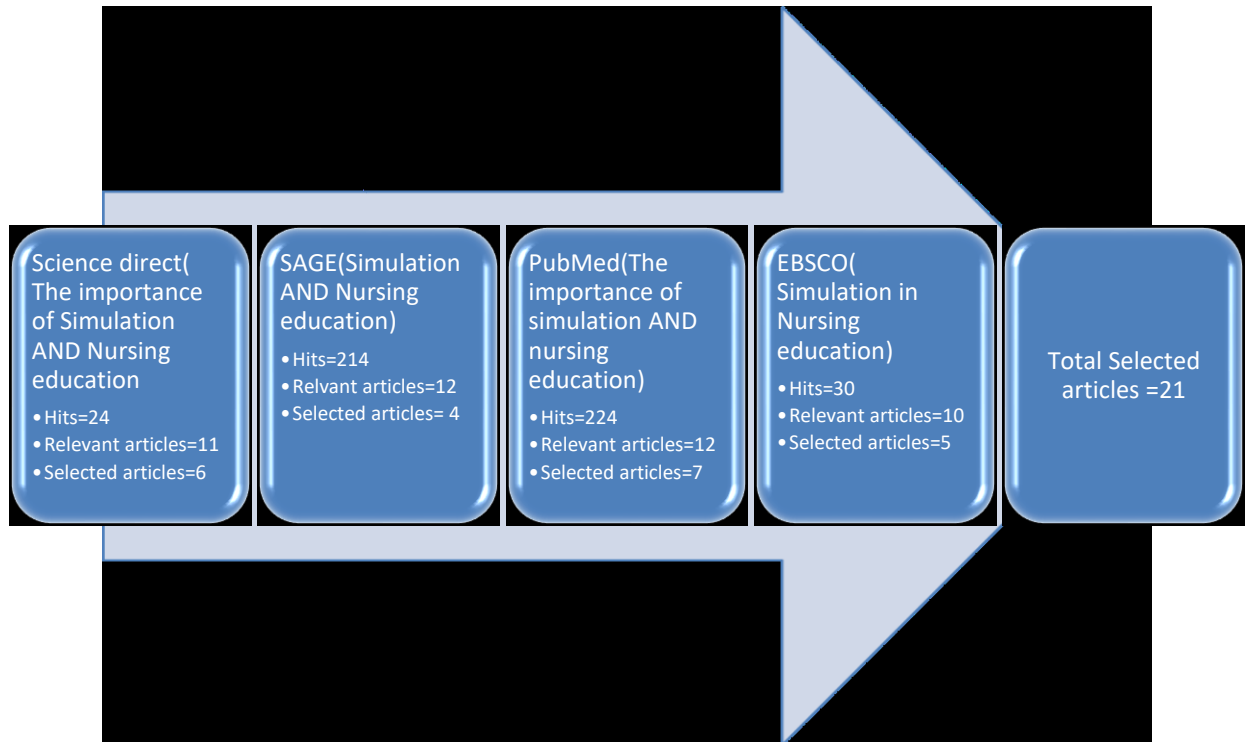 Science direct(
The importance
of Simulation
AND Nursing
education
•Hits=24
•Relevant articles=11
•Selected articles=6
SAGE(Simulation
AND Nursing
education)
•Hits=214
•Relvant articles=12
•Selected articles= 4
PubMed(The
importance of
simulation AND
nursing
education)
•Hits=224
•Relevant articles=12
•Selected articles=7
EBSCO(
Simulation in
Nursing
education)
•Hits=30
•Relevant articles=10
•Selected articles=5
Total Selected
articles =21